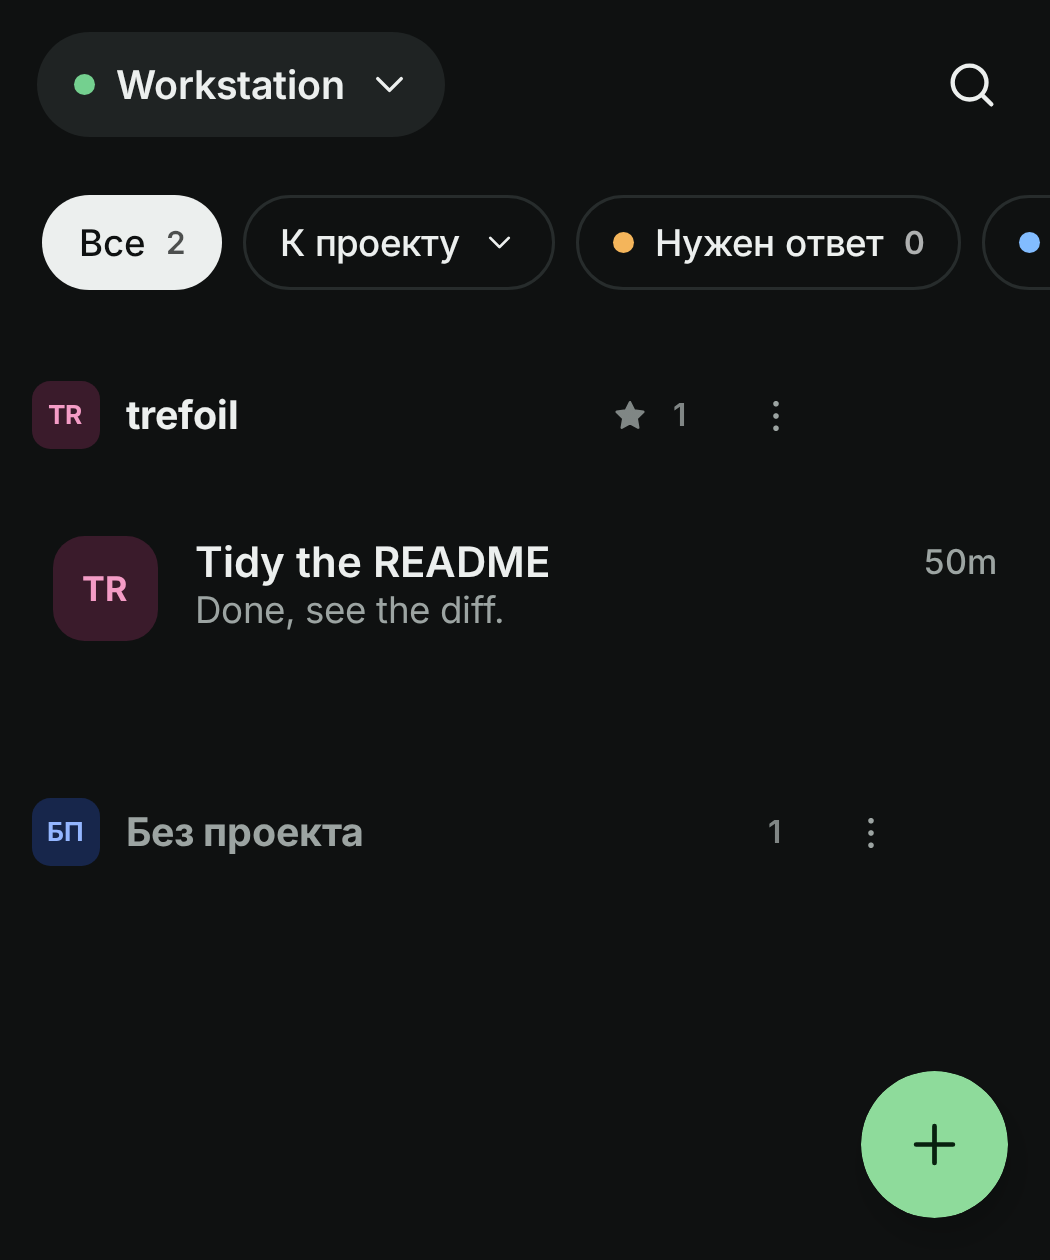 Workstation
Все 2 К проекту Нужен ответ 0
TR trefoil 1
TR Tidy the README 50m
Done, see the diff.
БП Без проекта 1